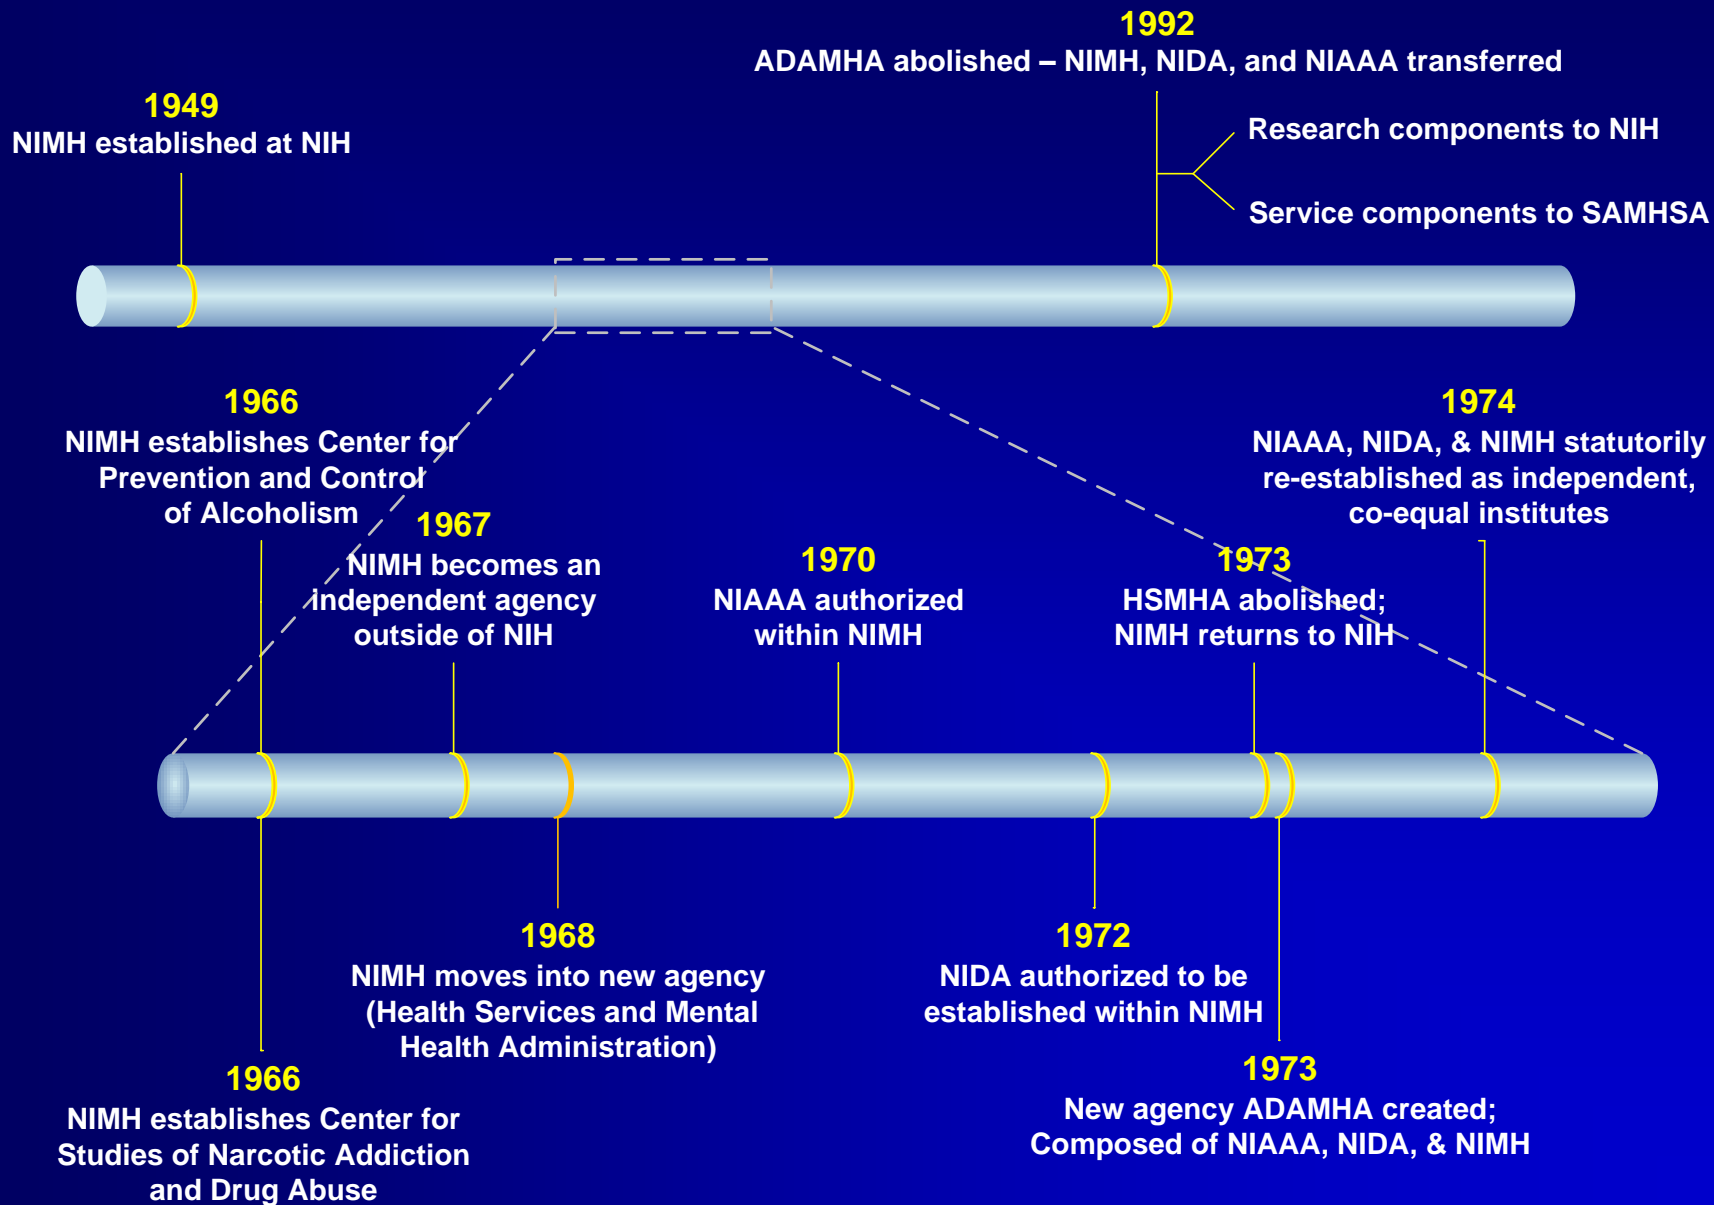 1992
ADAMHA abolished – NIMH, NIDA, and NIAAA transferred
1949
NIMH established at NIH
Research components to NIH
Service components to SAMHSA
1966
NIMH establishes Center for
Prevention and Control
of Alcoholism
1967
NIMH becomes an
independent agency
outside of NIH
1970
NIAAA authorized
within NIMH
1973
HSMHA abolished;
NIMH returns to NIH
1974
NIAAA, NIDA, & NIMH statutorily
re-established as independent,
co-equal institutes
1966
NIMH establishes Center for
Studies of Narcotic Addiction
and Drug Abuse
1968
NIMH moves into new agency
(Health Services and Mental
Health Administration)
1972
NIDA authorized to be
established within NIMH
1973
New agency ADAMHA created;
Composed of NIAAA, NIDA, & NIMH